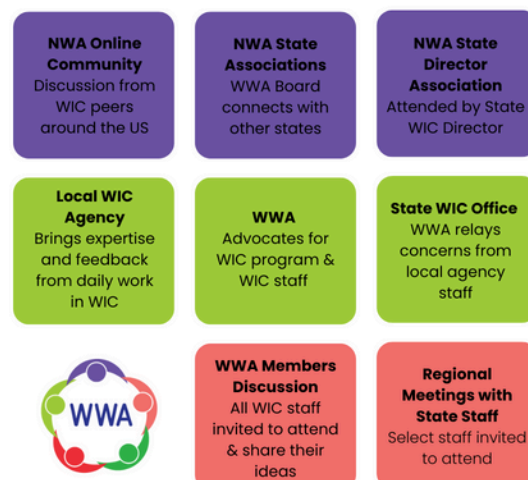 NWA Online
Community
Discussion from
WIC peers
around the US
NWA State
Associations
WWA Board
connects with
other states
NWA State
Director
Association
Attended by State
WIC Director
Local WIC
Agency
Brings expertise
and feedback
from daily work
in WIC
WWA
Advocates for
WIC program &
WIC staff
State WIC Office
WWA relays
concerns from
local agency
staff
WWA
WWA Members
Discussion
All WIC staff
invited to attend
& share their
ideas
Regional
Meetings with
State Staff
Select staff invited
to attend